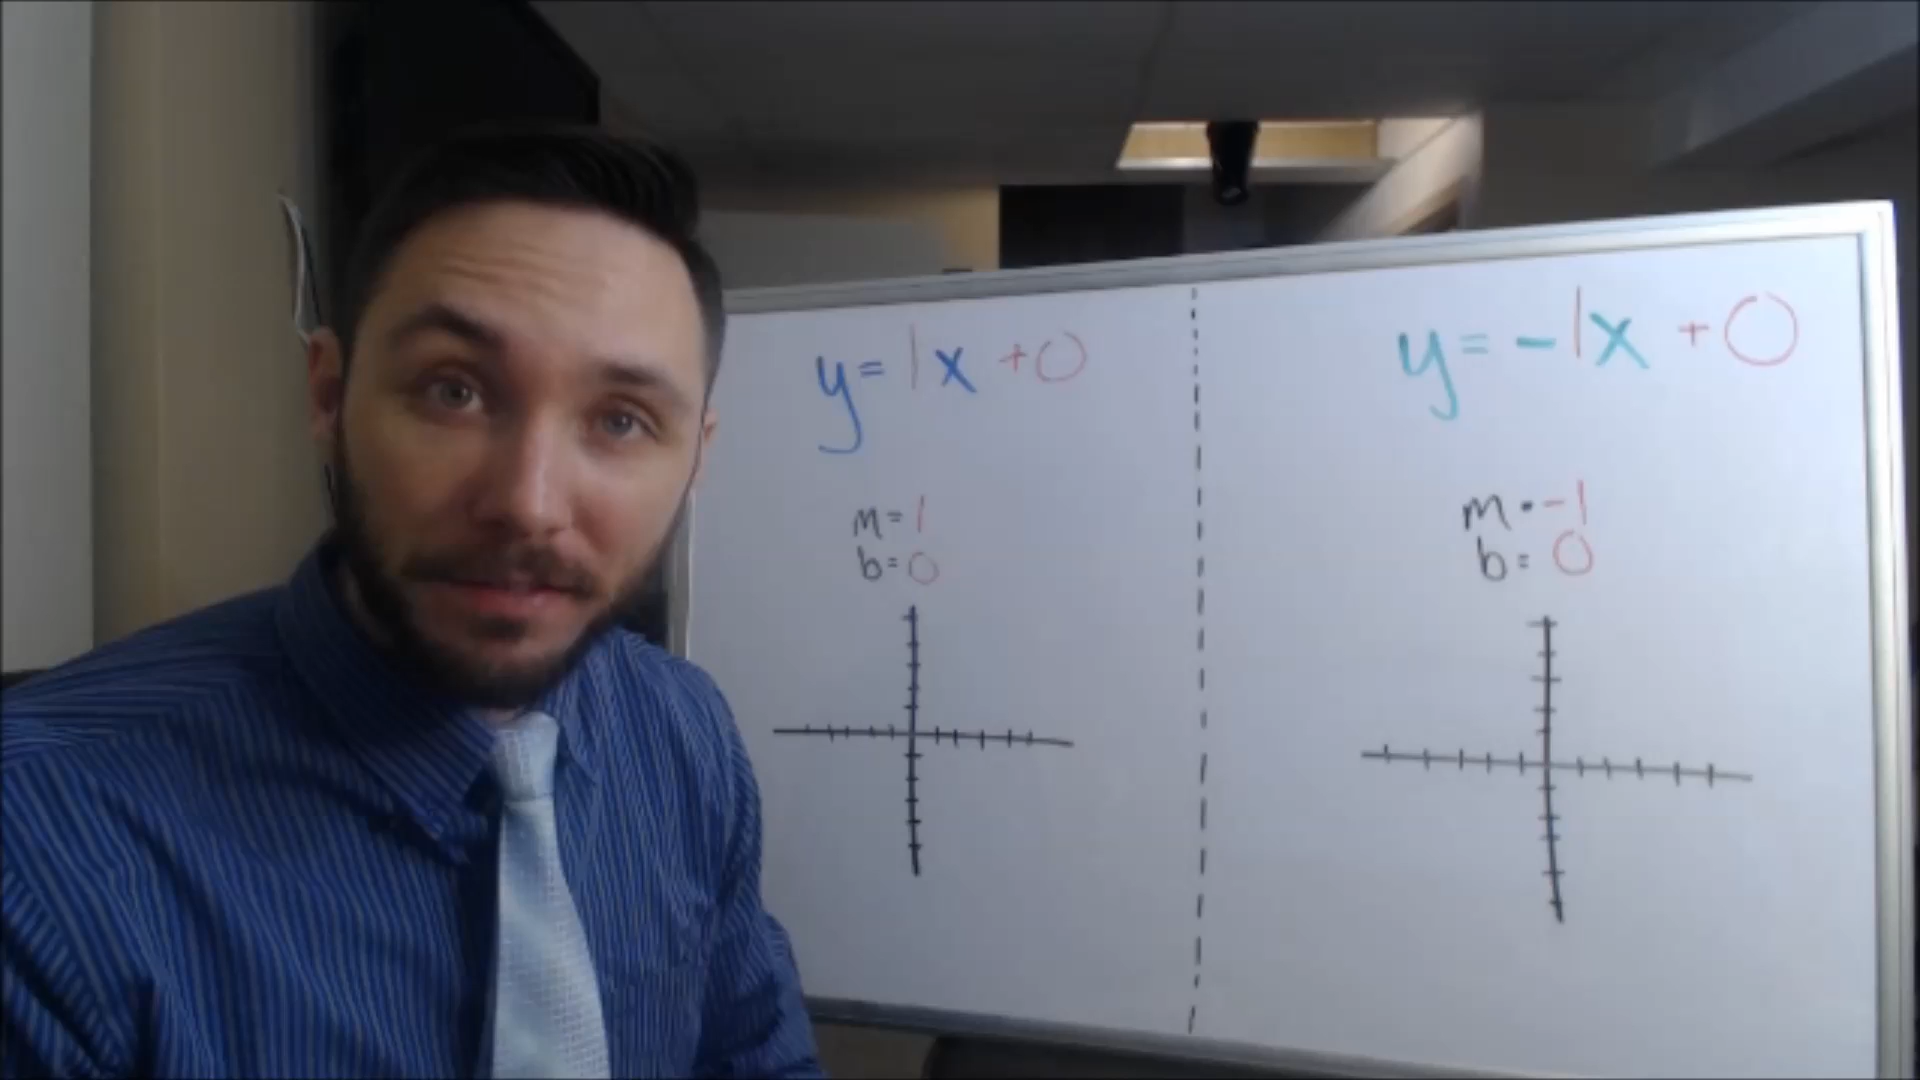 y = 1x + 0
m = 1
b = 0
y = -1x + 0
m = -1
b = 0